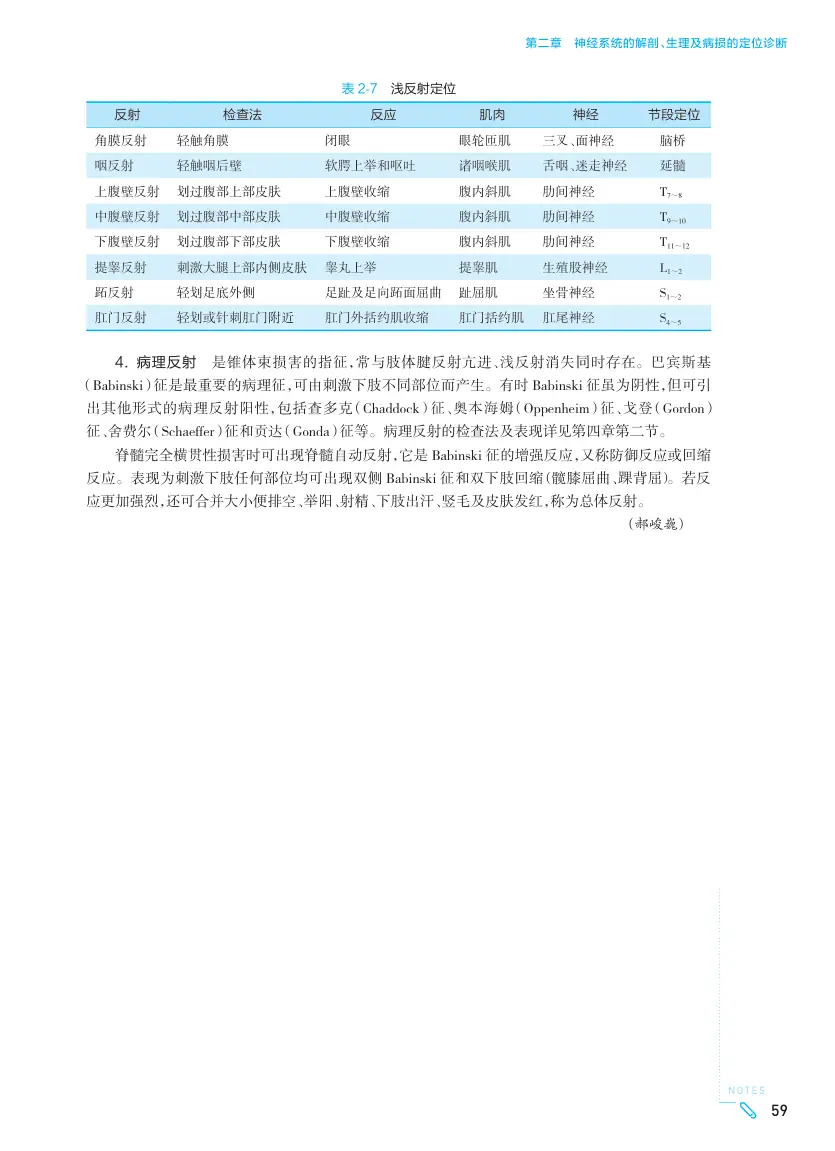 第二章　神经系统的解剖、生理及病损的定位诊断
表 2-7　浅反射定位
反射　检查法　反应　肌肉　神经　节段定位
角膜反射　轻触角膜　闭眼　眼轮匝肌　三叉、面神经　脑桥
咽反射　轻触咽后壁　软腭上举和呕吐　诸咽喉肌　舌咽、迷走神经　延髓
上腹壁反射　划过腹部上部皮肤　上腹壁收缩　腹内斜肌　肋间神经　T7～8
中腹壁反射　划过腹部中部皮肤　中腹壁收缩　腹内斜肌　肋间神经　T9～10
下腹壁反射　划过腹部下部皮肤　下腹壁收缩　腹内斜肌　肋间神经　T11～12
提睾反射　刺激大腿上部内侧皮肤　睾丸上举　提睾肌　生殖股神经　L1～2
跖反射　轻划足底外侧　足趾及足向跖面屈曲　趾屈肌　坐骨神经　S1～2
肛门反射　轻划或针刺肛门附近　肛门外括约肌收缩　肛门括约肌　肛尾神经　S4～5
4. 病理反射　是锥体束损害的指征，常与肢体腱反射亢进、浅反射消失同时存在。巴宾斯基
（Babinski）征是最重要的病理征，可由刺激下肢不同部位而产生。有时 Babinski 征虽为阴性，但可引
出其他形式的病理反射阳性，包括查多克（Chaddock）征、奥本海姆（Oppenheim）征、戈登（Gordon）
征、舍费尔（Schaeffer）征和贡达（Gonda）征等。病理反射的检查法及表现详见第四章第二节。
脊髓完全横贯性损害时可出现脊髓自动反射，它是 Babinski 征的增强反应，又称防御反应或回缩
反应。表现为刺激下肢任何部位均可出现双侧 Babinski 征和双下肢回缩（髋膝屈曲、踝背屈）。若反
应更加强烈，还可合并大小便排空、举阳、射精、下肢出汗、竖毛及皮肤发红，称为总体反射。
（郝峻巍）
NOTES
59